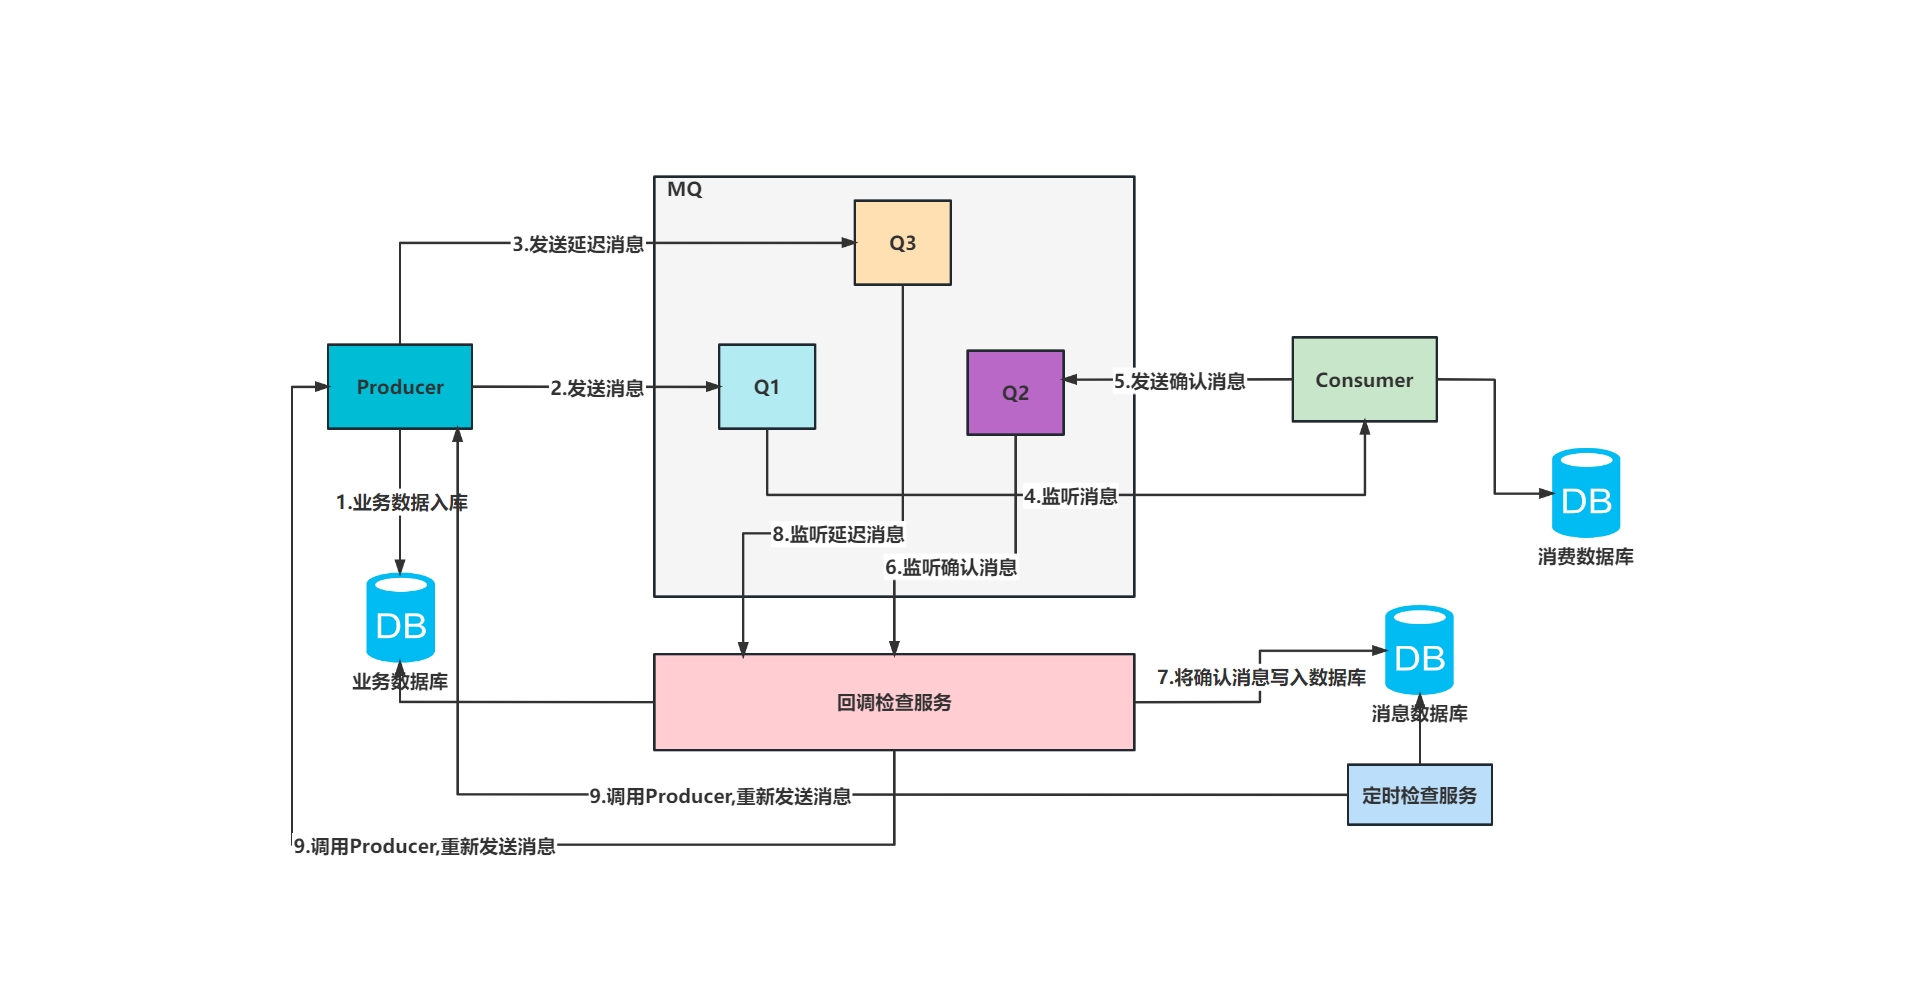 MQ
Q3
3.发送延迟消息
Producer
2.发送消息
Q1
Q2
5.发送确认消息
Consumer
1.业务数据入库
4.监听消息
DB
消费数据库
8.监听延迟消息
6.监听确认消息
DB
业务数据库
回调检查服务
7.将确认消息写入数据库
DB
消息数据库
9.调用Producer,重新发送消息
定时检查服务
9.调用Producer,重新发送消息